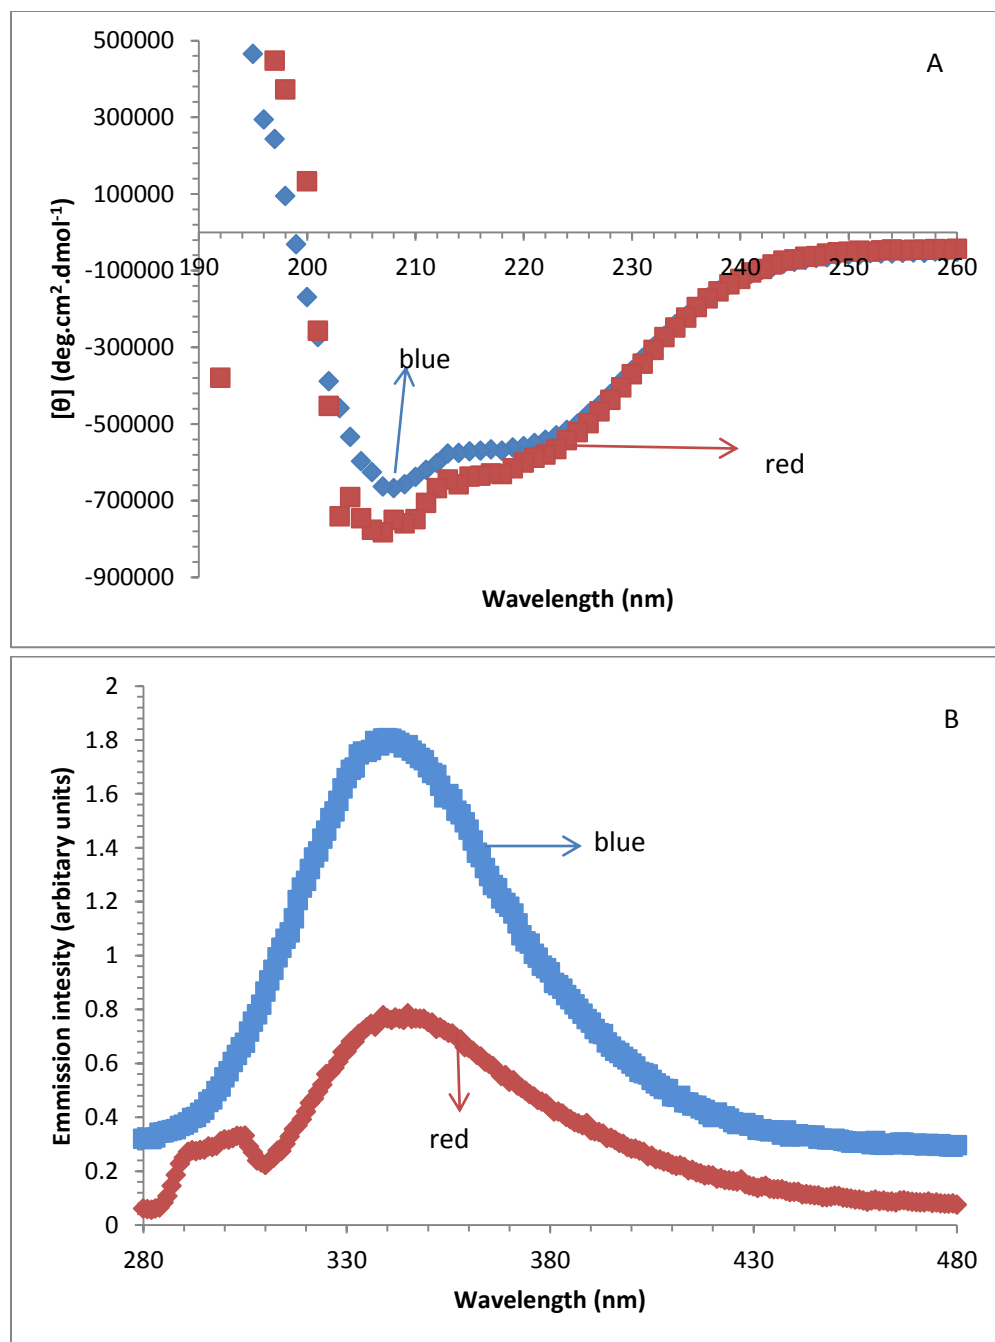 A
500000
300000
100000
-100000
-300000
-500000
-700000
-900000
190 200 210 220 230 240 250 260
[θ] (deg.cm².dmol⁻¹)
blue
red
Wavelength (nm)
B
2
1.8
1.6
1.4
1.2
1
0.8
0.6
0.4
0.2
0
280 330 380 430 480
Emmission intesity (arbitary units)
blue
red
Wavelength (nm)